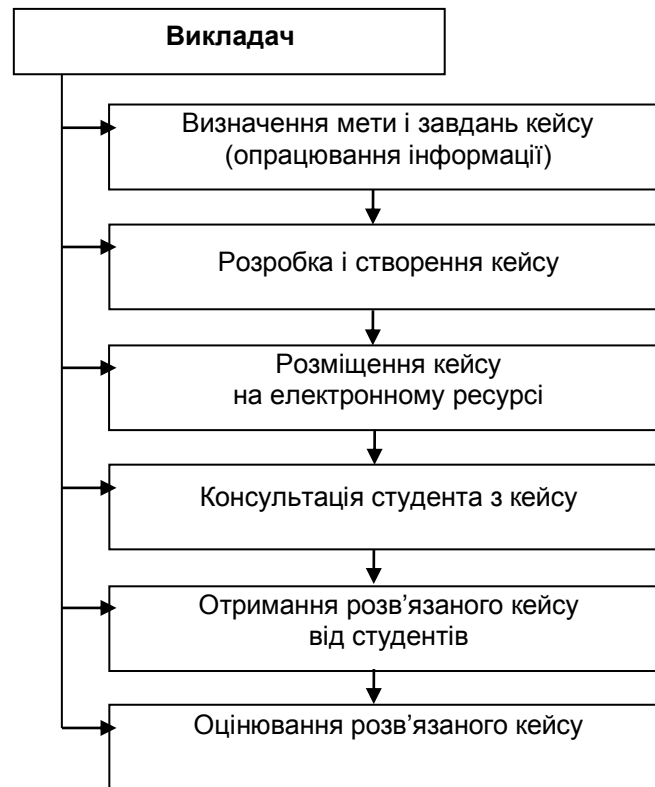 Викладач
Визначення мети і завдань кейсу
(опрацювання інформації)
Розробка і створення кейсу
Розміщення кейсу
на електронному ресурсі
Консультація студента з кейсу
Отримання розв’язаного кейсу
від студентів
Оцінювання розв’язаного кейсу